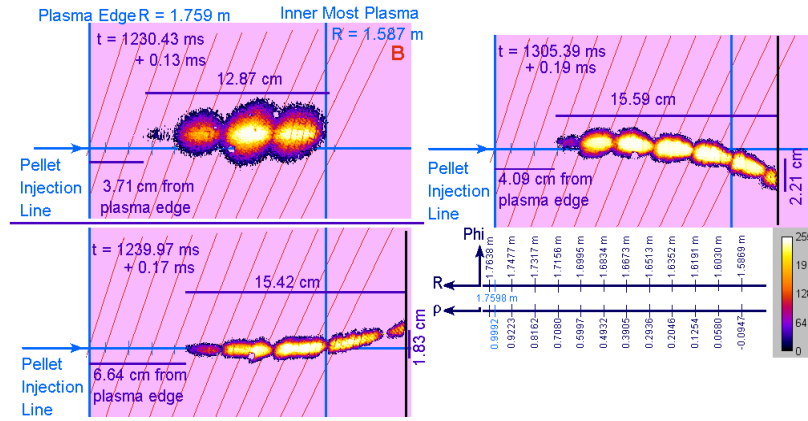 Plasma Edge R = 1.759 m
Inner Most Plasma
R = 1.587 m
t = 1230.43 ms
+ 0.13 ms
B
12.87 cm
Pellet
Injection
Line
3.71 cm from
plasma edge
t = 1305.39 ms
+ 0.19 ms
15.59 cm
Pellet
Injection
Line
4.09 cm from
plasma edge
2.21 cm
t = 1239.97 ms
+ 0.17 ms
15.42 cm
Pellet
Injection
Line
6.64 cm from
plasma edge
1.83 cm
Phi
R
1.7638 m
1.7477 m
1.7317 m
1.7156 m
1.6995 m
1.6834 m
1.6673 m
1.6513 m
1.6352 m
1.6191 m
1.6030 m
1.5869 m
1.7598 m
ρ
0.9992
0.9223
0.8162
0.7080
0.5997
0.4932
0.3905
0.2936
0.2046
0.1254
0.0580
-0.0947
64
0